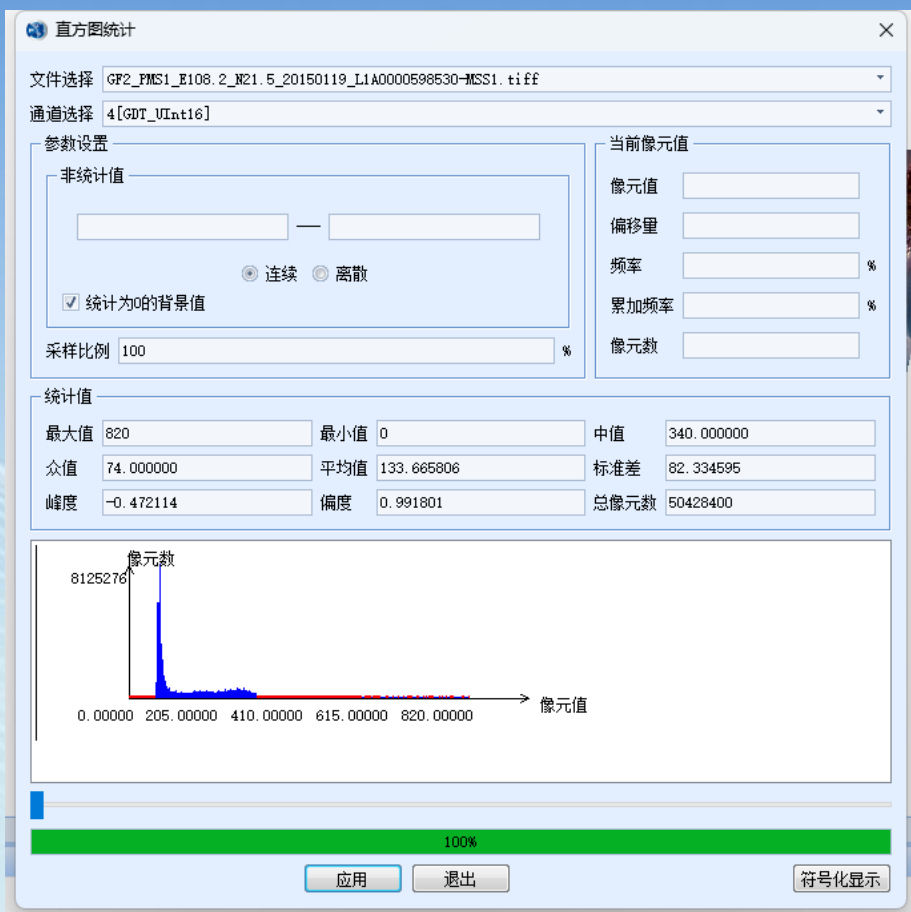 直方图统计
文件选择 GF2_PMS1_E108.2_N21.5_20150119_L1A0000598530-MSS1.tiff
通道选择 4[GDT_UInt16]
参数设置
非统计值
—
连续 离散
统计为0的背景值
采样比例 100 %
当前像元值
像元值
偏移量
频率 %
累加频率 %
像元数
统计值
最大值 820 最小值 0 中值 340.000000
众值 74.000000 平均值 133.665806 标准差 82.334595
峰度 -0.472114 偏度 0.991801 总像元数 50428400
像元数
8125276
0.00000 205.00000 410.00000 615.00000 820.00000
像元值
100%
应用 退出 符号化显示